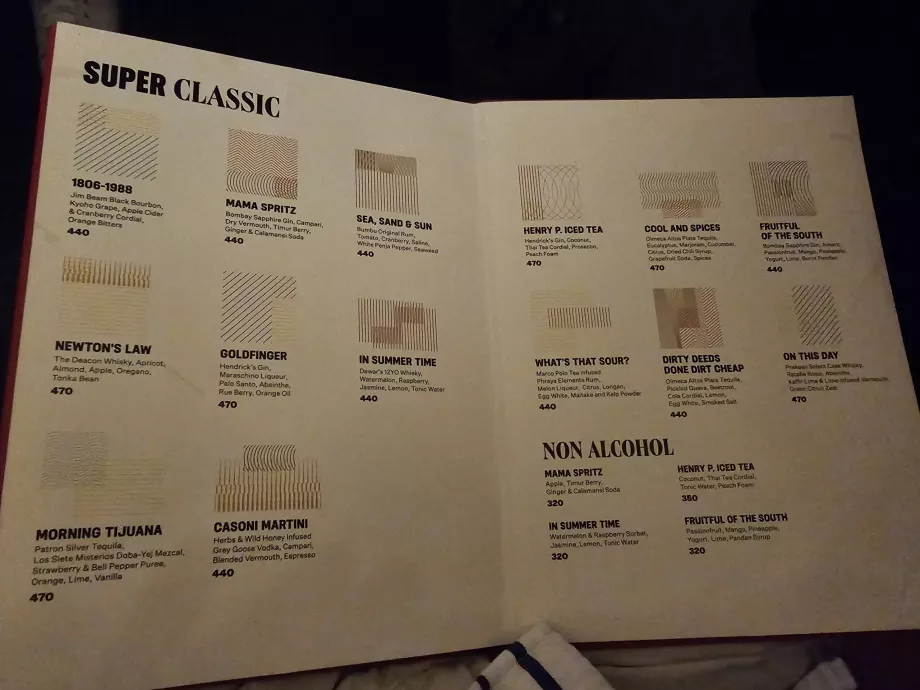 SUPER CLASSIC
1806-1988
Jim Beam Black Bourbon,
Kyoho Grape, Apple Cider
& Cranberry Cordial,
Orange Bitters
440
MAMA SPRITZ
Bombay Sapphire Gin, Campari,
Dry Vermouth, Timur Berry,
Ginger & Calamansi Soda
440
SEA, SAND & SUN
Bumbu Original Rum,
Tomato, Cranberry, Saline,
White Penja Pepper, Seaweed
440
NEWTON'S LAW
The Deacon Whisky, Apricot,
Almond, Apple, Oregano,
Tonka Bean
470
GOLDFINGER
Hendrick's Gin,
Maraschino Liqueur,
Palo Santo, Absinthe,
Rue Berry, Orange Oil
470
IN SUMMER TIME
Dewar's 12YO Whisky,
Watermelon, Raspberry,
Jasmine, Lemon, Tonic Water
440
MORNING TIJUANA
Patron Silver Tequila,
Los Siete Misterios Doba-Yej Mezcal,
Strawberry & Bell Pepper Puree,
Orange, Lime, Vanilla
470
CASONI MARTINI
Herbs & Wild Honey infused
Grey Goose Vodka, Campari,
Blended Vermouth, Espresso
440
HENRY P. ICED TEA
Hendrick's Gin, Coconut,
Thai Tea Cordial, Prosecco,
Peach Foam
470
COOL AND SPICES
Olmeca Altos Plata Tequila,
Eucalyptus, Marjoram, Cucumber,
Citrus, Dried Chili Syrup,
Grapefruit Soda, Spices
470
FRUITFUL
OF THE SOUTH
Bombay Sapphire Gin, Amaro,
Passionfruit, Mango, Pineapple,
Yogurt, Lime, Burnt Pandan
440
WHAT'S THAT SOUR?
Marco Polo Tea infused
Phraya Elements Rum,
Melon Liqueur, Citrus, Longan,
Egg White, Maitake and Kelp Powder
440
DIRTY DEEDS
DONE DIRT CHEAP
Olmeca Altos Plata Tequila,
Pickled Guava, Beetroot,
Cola Cordial, Lemon,
Egg White, Smoked Salt
440
ON THIS DAY
Select Cask Whisky,
Ratafia Rossi, Absinthe,
Kaffir Lime & Lime infused Vermouth,
Green Citrus Zest
470
NON ALCOHOL
MAMA SPRITZ
Apple, Timur Berry,
Ginger & Calamansi Soda
320
HENRY P. ICED TEA
Coconut, Thai Tea Cordial,
Tonic Water, Peach Foam
350
IN SUMMER TIME
Watermelon & Raspberry Sorbet,
Jasmine, Lemon, Tonic Water
320
FRUITFUL OF THE SOUTH
Passionfruit, Mango, Pineapple,
Yogurt, Lime, Pandan Syrup
320